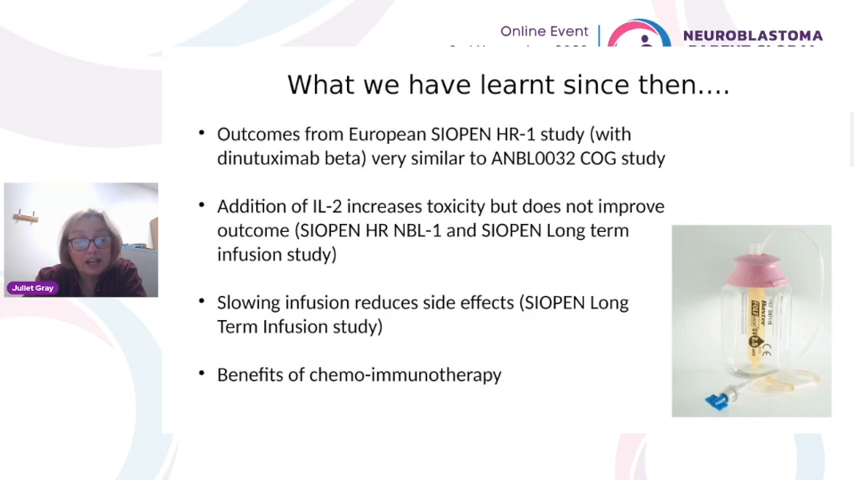 Online Event
NEUROBLASTOMA
What we have learnt since then....
• Outcomes from European SIOPEN HR-1 study (with
dinutuximab beta) very similar to ANBL0032 COG study
• Addition of IL-2 increases toxicity but does not improve
outcome (SIOPEN HR NBL-1 and SIOPEN Long term
infusion study)
• Slowing infusion reduces side effects (SIOPEN Long
Term Infusion study)
• Benefits of chemo-immunotherapy
Juliet Gray